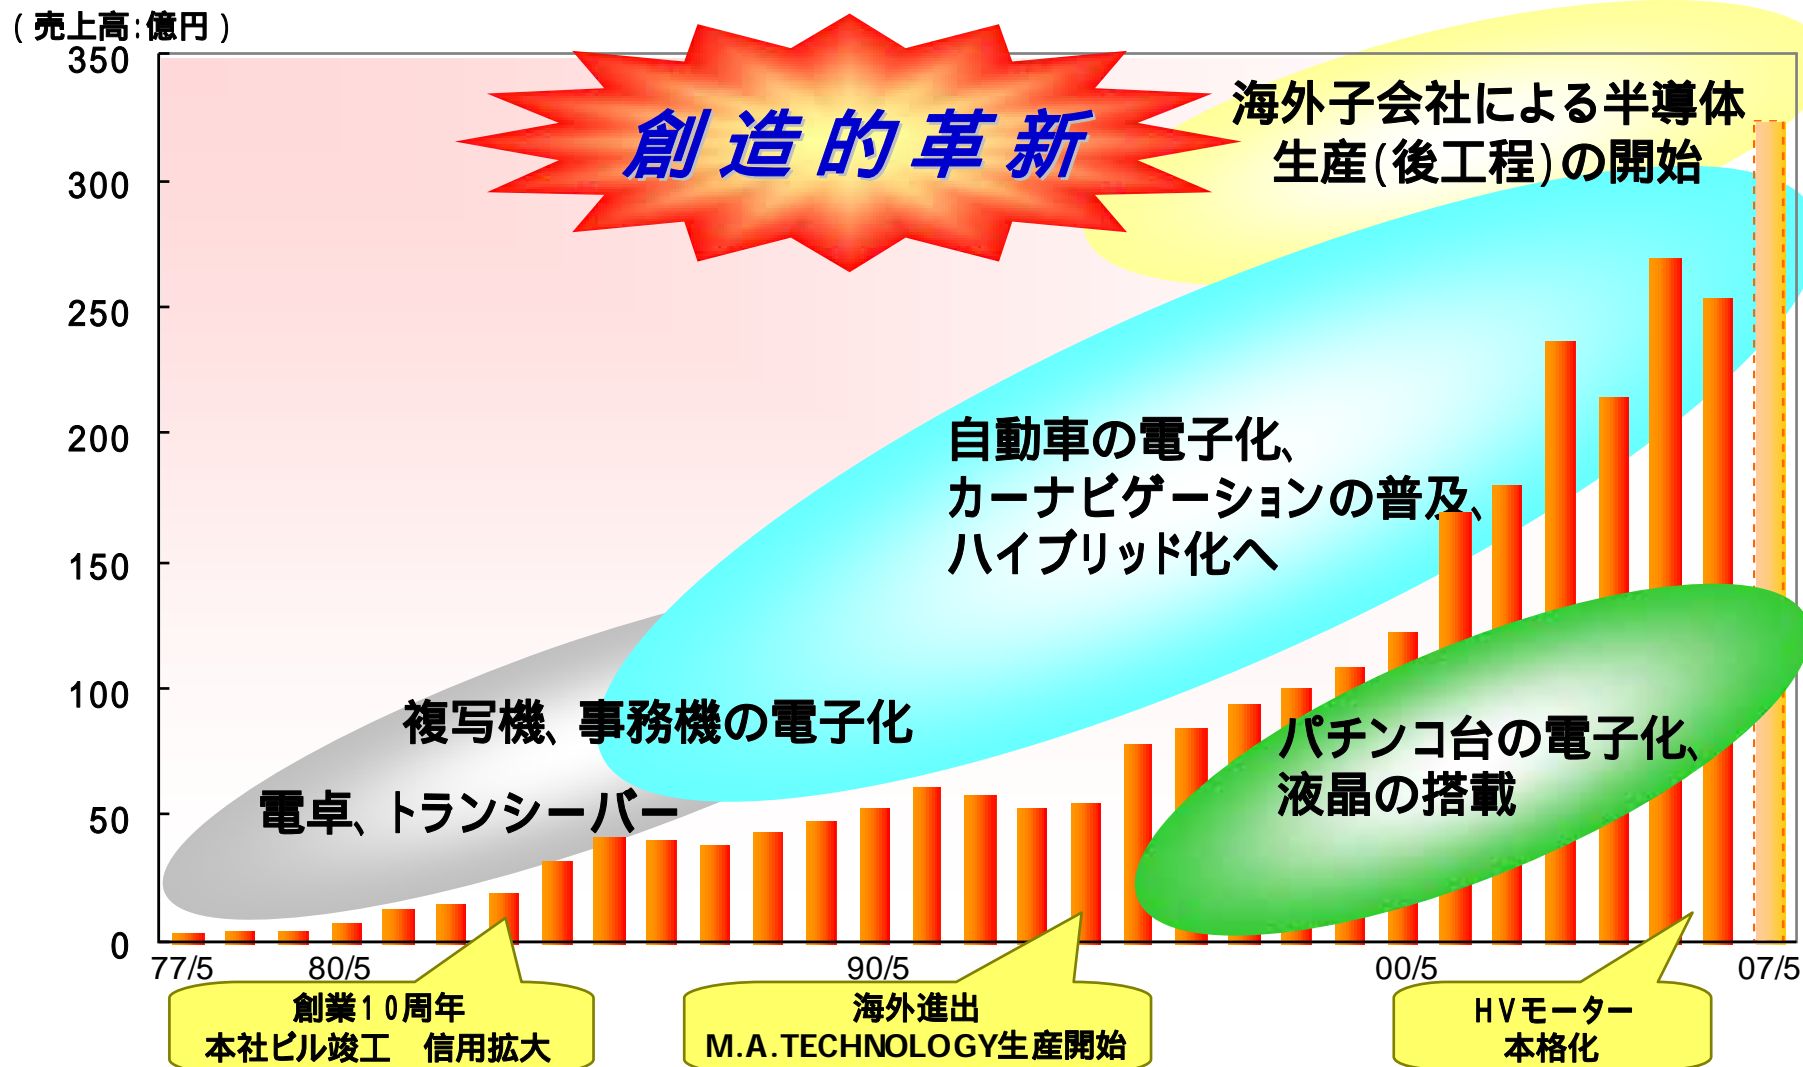 (売上高:億円)
350
300
250
200
150
100
50
0
創造的革新
海外子会社による半導体
生産(後工程)の開始
自動車の電子化、
カーナビゲーションの普及、
ハイブリッド化へ
複写機、事務機の電子化
電卓、トランシーバー
パチンコ台の電子化、
液晶の搭載
77/5 80/5 90/5 00/5 07/5
創業10周年
本社ビル竣工　信用拡大
海外進出
M.A.TECHNOLOGY生産開始
HVモーター
本格化